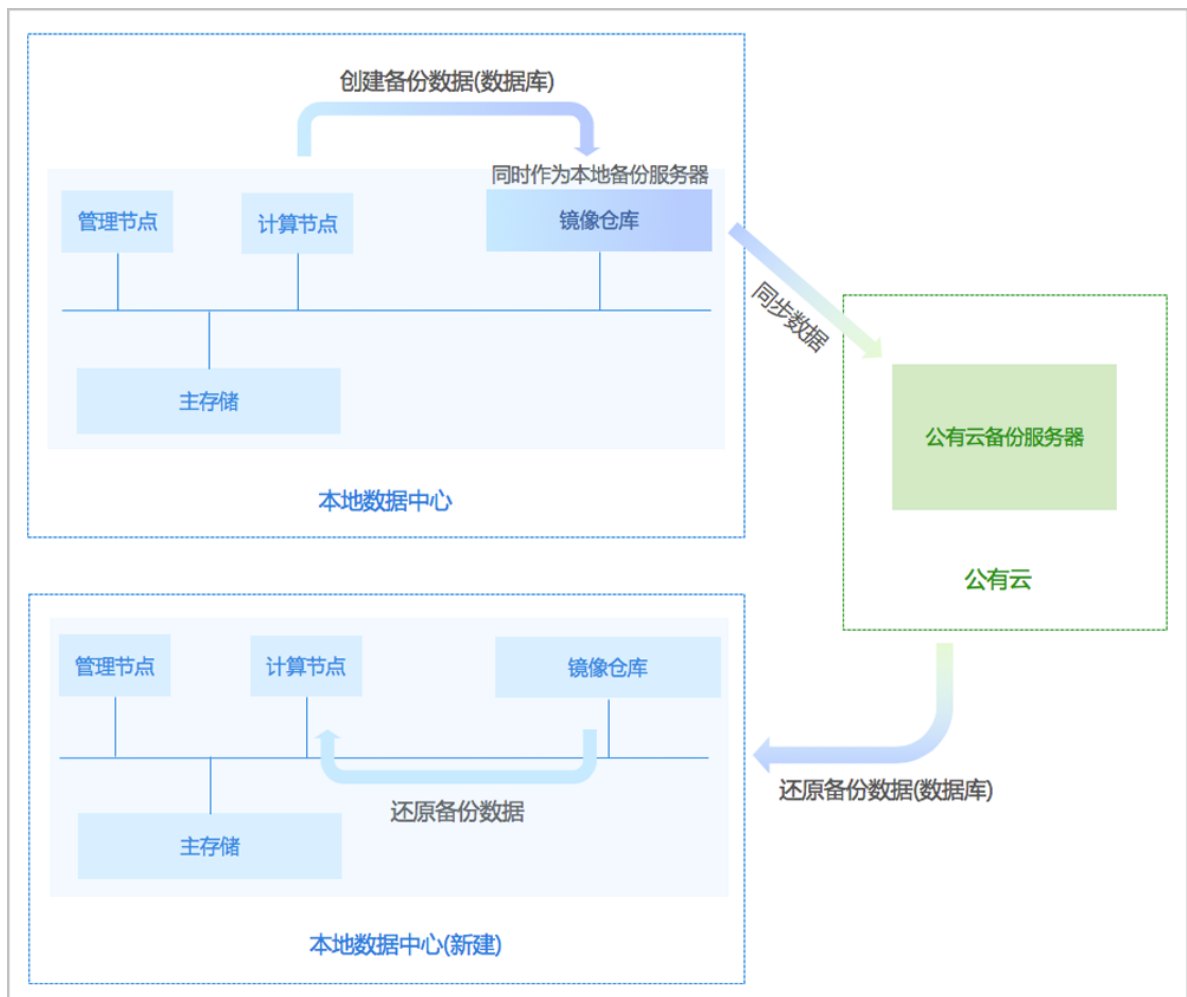 创建备份数据(数据库)
同时作为本地备份服务器
管理节点
计算节点
镜像仓库
同步数据
主存储
公有云备份服务器
本地数据中心
公有云
管理节点
计算节点
镜像仓库
还原备份数据(数据库)
还原备份数据
主存储
本地数据中心(新建)